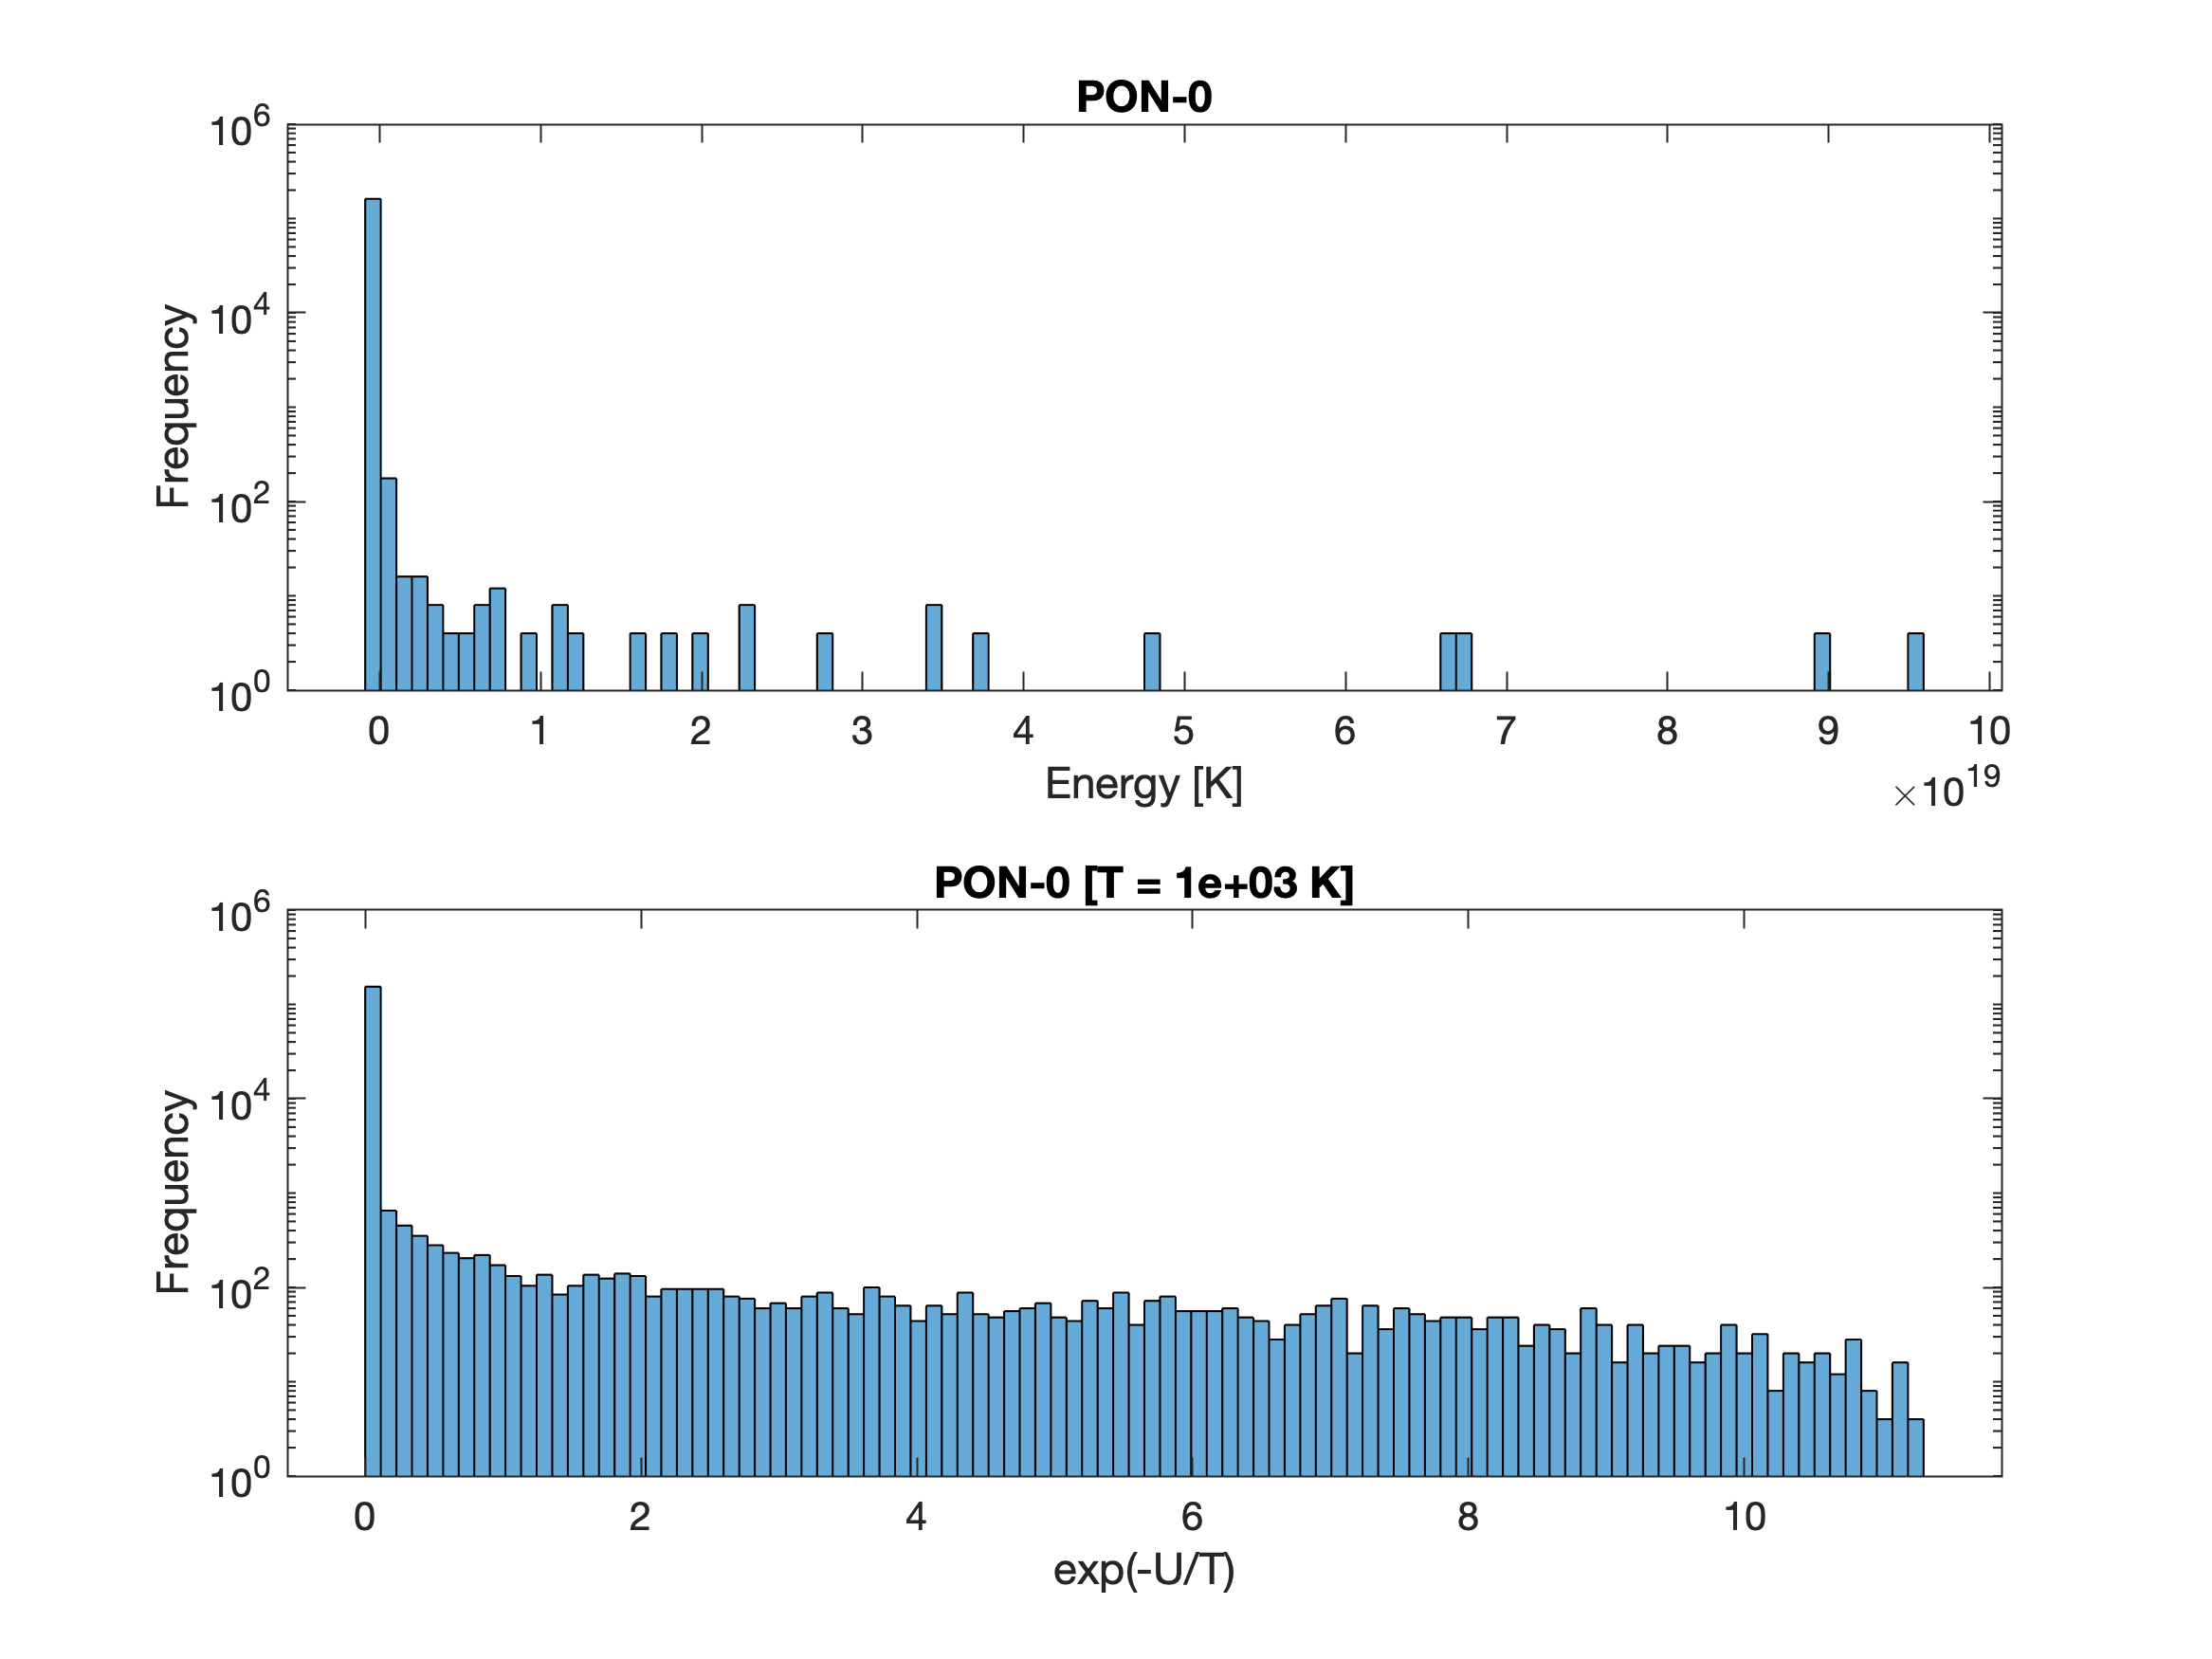 PON-0
10^6
10^4
10^2
10^0
Frequency
0 1 2 3 4 5 6 7 8 9 10
Energy [K]
×10^19
PON-0 [T = 1e+03 K]
10^6
10^4
10^2
10^0
Frequency
0 2 4 6 8 10
exp(-U/T)